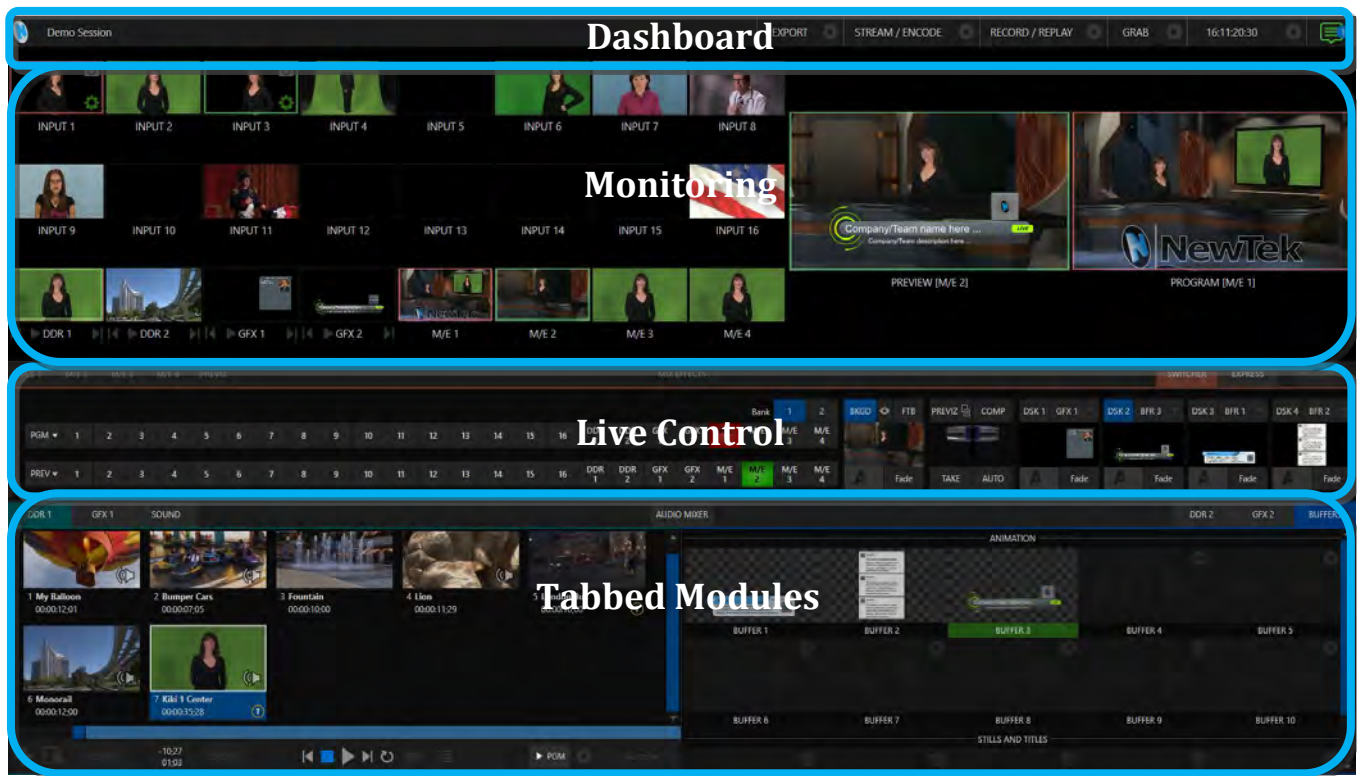 Demo Session Dashboard EXPORT STREAM / ENCODE RECORD / REPLAY GRAB 16:11:20:30
INPUT 1 INPUT 2 INPUT 3 INPUT 4 INPUT 5 INPUT 6 INPUT 7 INPUT 8
Monitoring
INPUT 9 INPUT 10 INPUT 11 INPUT 12 INPUT 13 INPUT 14 INPUT 15 INPUT 16
Company/Team name here ... LIVE
Company/Team description here ...
NewTek
PREVIEW [M/E 2] PROGRAM [M/E 1]
DDR 1 DDR 2 GFX 1 GFX 2 M/E 1 M/E 2 M/E 3 M/E 4
MIX EFFECTS SWITCHER EXPRESS
Bank 1 2 BKGD FTB PREVIZ COMP DSK 1 GFX 1 DSK 2 BFR 3 DSK 3 BFR 1 DSK 4 BFR 2
Live Control
PGM 1 2 3 4 5 6 7 8 9 10 11 12 13 14 15 16 M/E 3 M/E 4
PREV 1 2 3 4 5 6 7 8 9 10 11 12 13 14 15 16 DDR 1 DDR 2 GFX 1 GFX 2 M/E 1 M/E 2 M/E 3 M/E 4
Fade TAKE AUTO Fade Fade Fade Fade
DDR 1 GFX 1 SOUND AUDIO MIXER DDR 2 GFX 2 BUFFERS
ANIMATION
Tabbed Modules
1 My Balloon 2 Bumper Cars 3 Fountain 4 Lion
00:00:12;01 00:00:07;05 00:00:10;00 00:00:11;29
BUFFER 1 BUFFER 2 BUFFER 3 BUFFER 4 BUFFER 5
6 Monorail 7 Kiki 1 Center
00:00:12;00 00:00:35;28
BUFFER 6 BUFFER 7 BUFFER 8 BUFFER 9 BUFFER 10
STILLS AND TITLES
-10;27
01;03
PGM